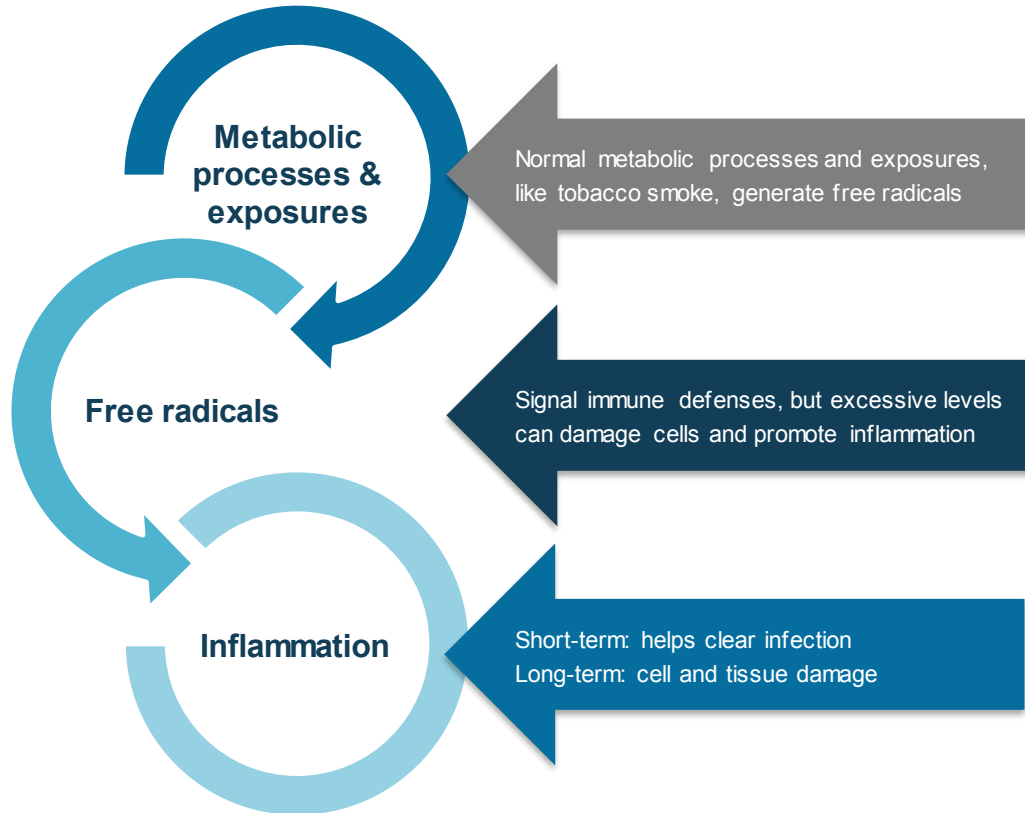 Metabolic
processes &
exposures
Normal metabolic processes and exposures,
like tobacco smoke, generate free radicals
Free radicals
Signal immune defenses, but excessive levels
can damage cells and promote inflammation
Inflammation
Short-term: helps clear infection
Long-term: cell and tissue damage